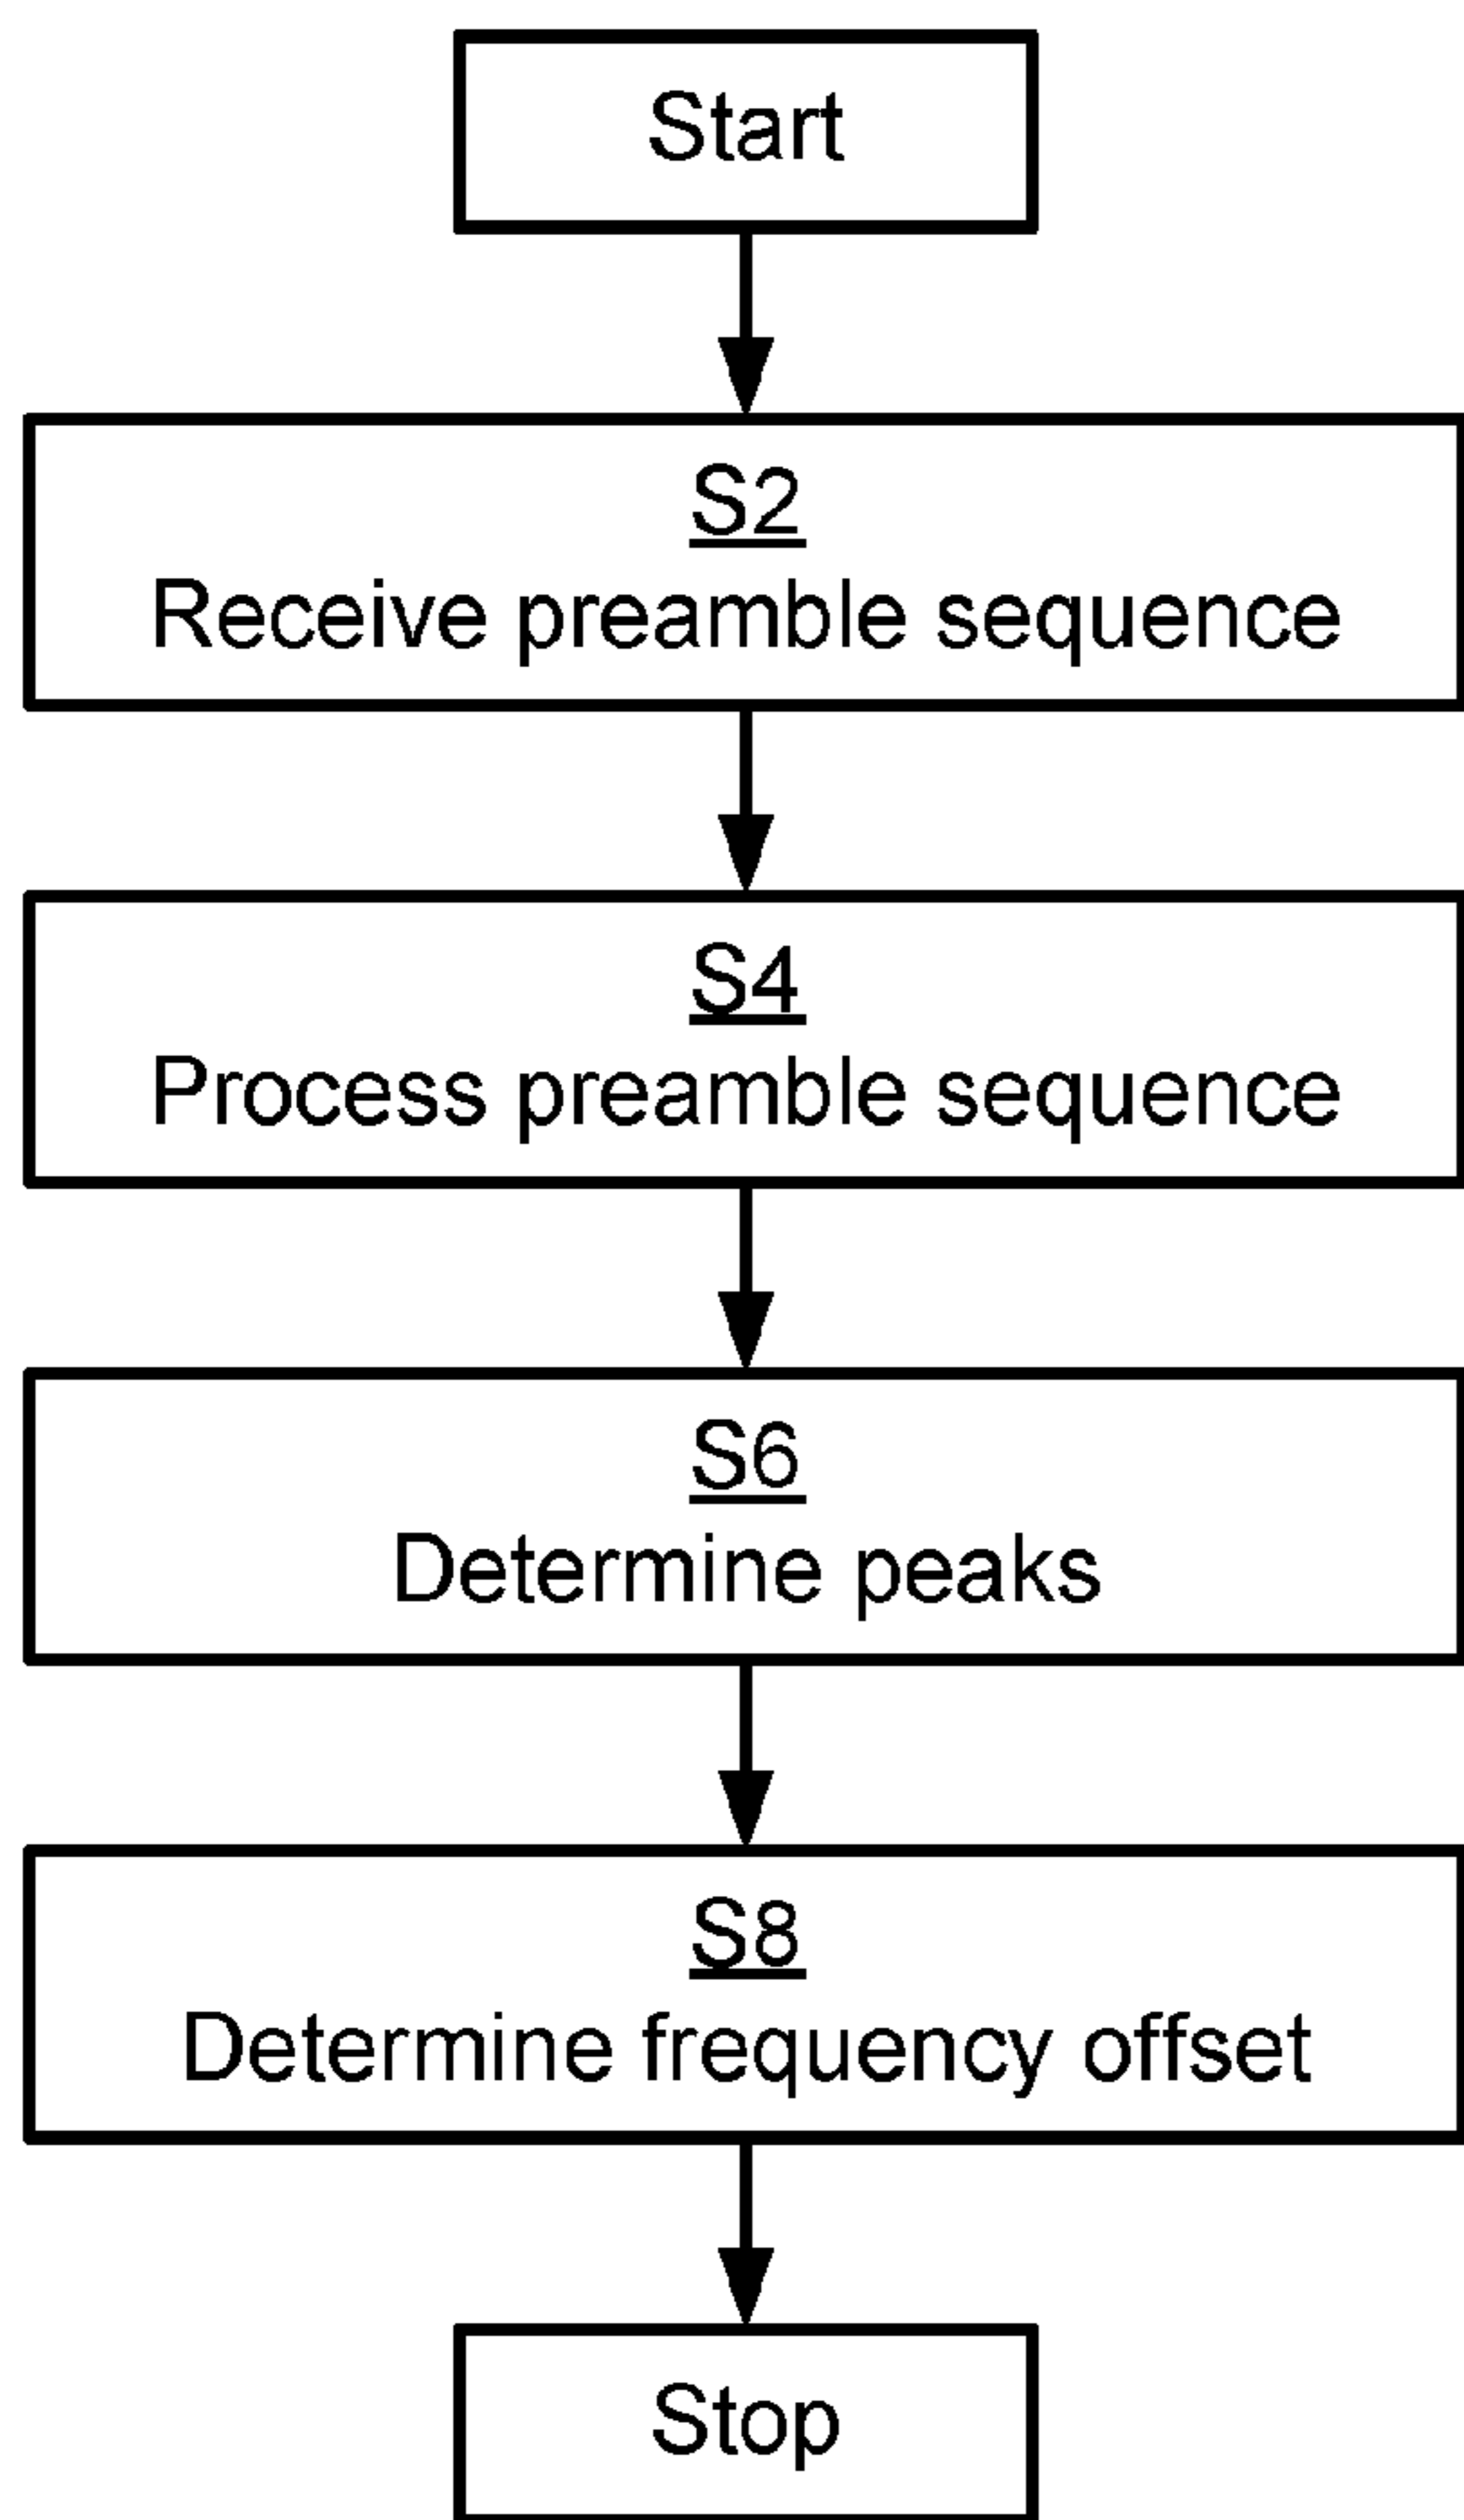 Start
S2
Receive preamble sequence
S4
Process preamble sequence
S6
Determine peaks
S8
Determine frequency offset
Stop